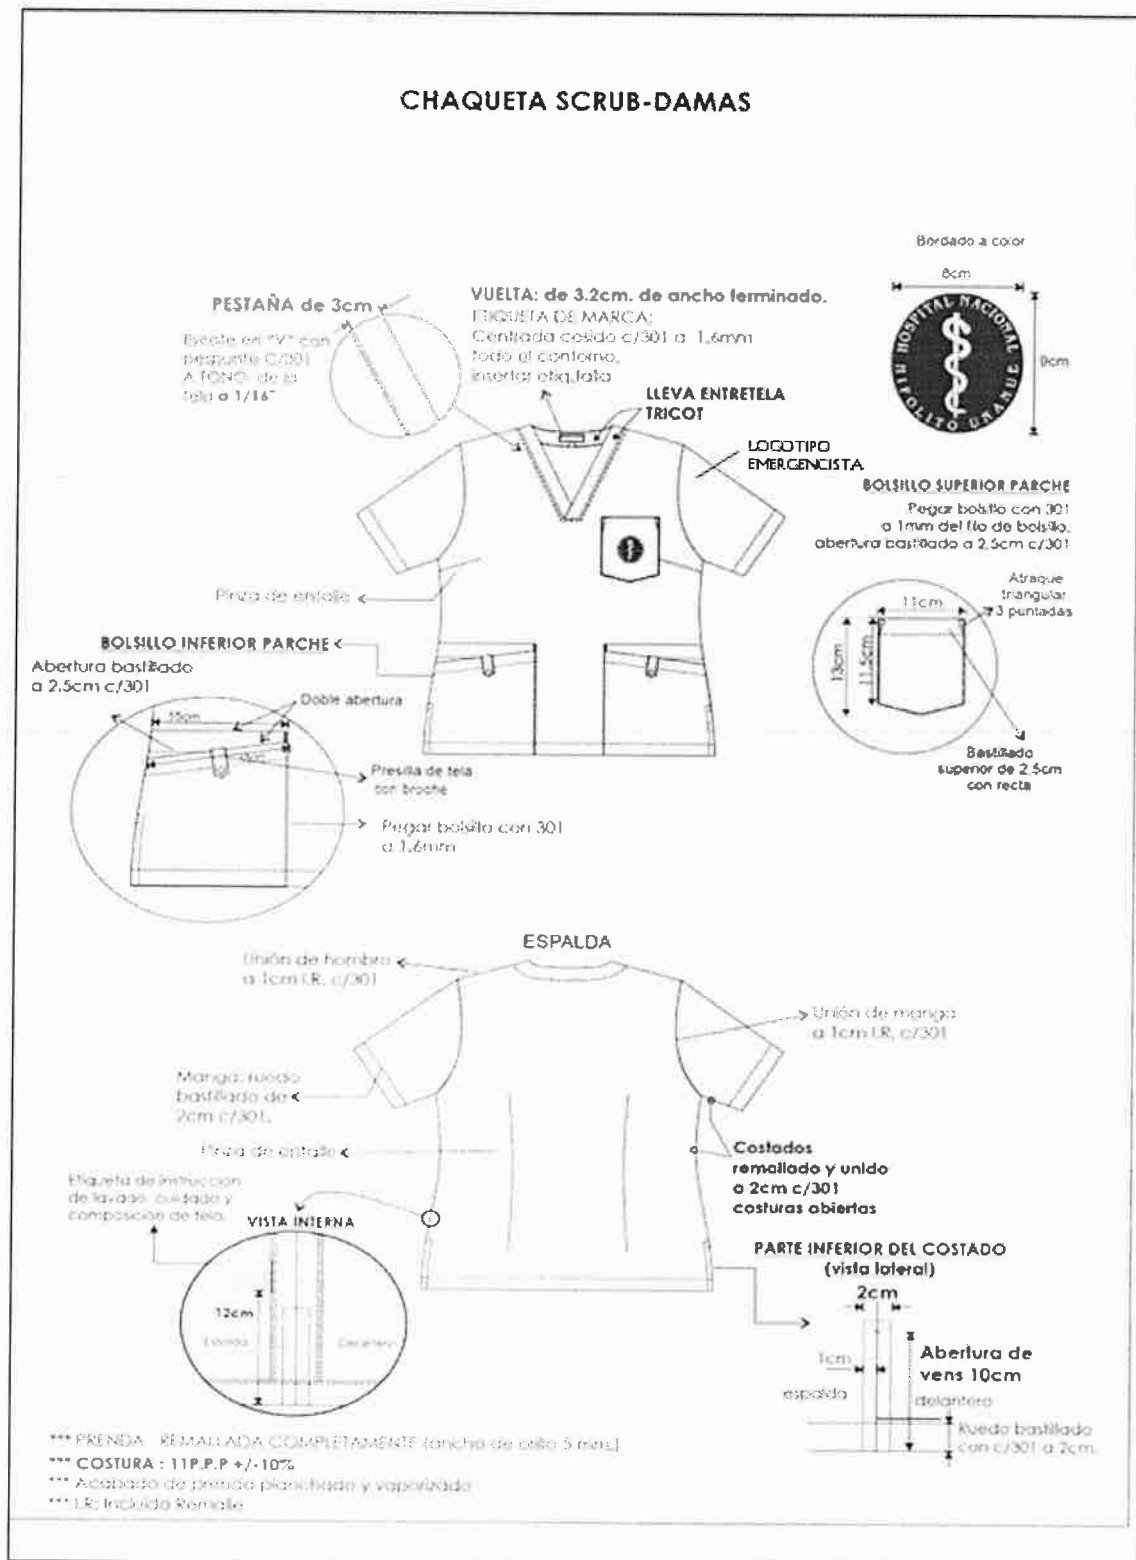 CHAQUETA SCRUB-DAMAS
Bordado a color
8cm
HOSPITAL NACIONAL
HIPOLITO UNANUE
9cm
PESTAÑA de 3cm
Escote en "V" con
pespunte C/301
A TONO de la
tela a 1/16"
VUELTA: de 3.2cm. de ancho terminado.
ETIQUETA DE MARCA:
Centrada cosido c/301 a 1.6mm
todo el contorno,
insertar etiqueta
LLEVA ENTRETELA
TRICOT
LOGOTIPO
EMERGENCISTA
BOLSILLO SUPERIOR PARCHE
Pegar bolsillo con 301
a 1mm del filo de bolsillo,
abertura bastillado a 2.5cm c/301
Atraque
triangular
3 puntadas
11cm
13cm
11.5cm
Bastillado
superior de 2.5cm
con recta
Pinza de entalle
BOLSILLO INFERIOR PARCHE
Abertura bastillado
a 2.5cm c/301
Doble abertura
15cm
Presilla de tela
con broche
Pegar bolsillo con 301
a 1.6mm
ESPALDA
Unión de hombro
a 1cm I.R. c/301
Unión de manga
a 1cm I.R. c/301
Manga: ruedo
bastillado de
2cm c/301.
Pinza de entalle
Costados
remallado y unido
a 2cm c/301
costuras abiertas
Etiqueta de instrucción
de lavado, cuidado y
composición de tela.
VISTA INTERNA
12cm
PARTE INFERIOR DEL COSTADO
(vista lateral)
2cm
1cm
espalda
Abertura de
vens 10cm
delantero
Ruedo bastillado
con c/301 a 2cm.
*** PRENDA : REMALLADA COMPLETAMENTE (ancho de orillo 5 mm.)
*** COSTURA : 11P.P.P +/-10%
*** Acabado de prenda planchado y vaporizado
*** I.R: Incluido Remalle